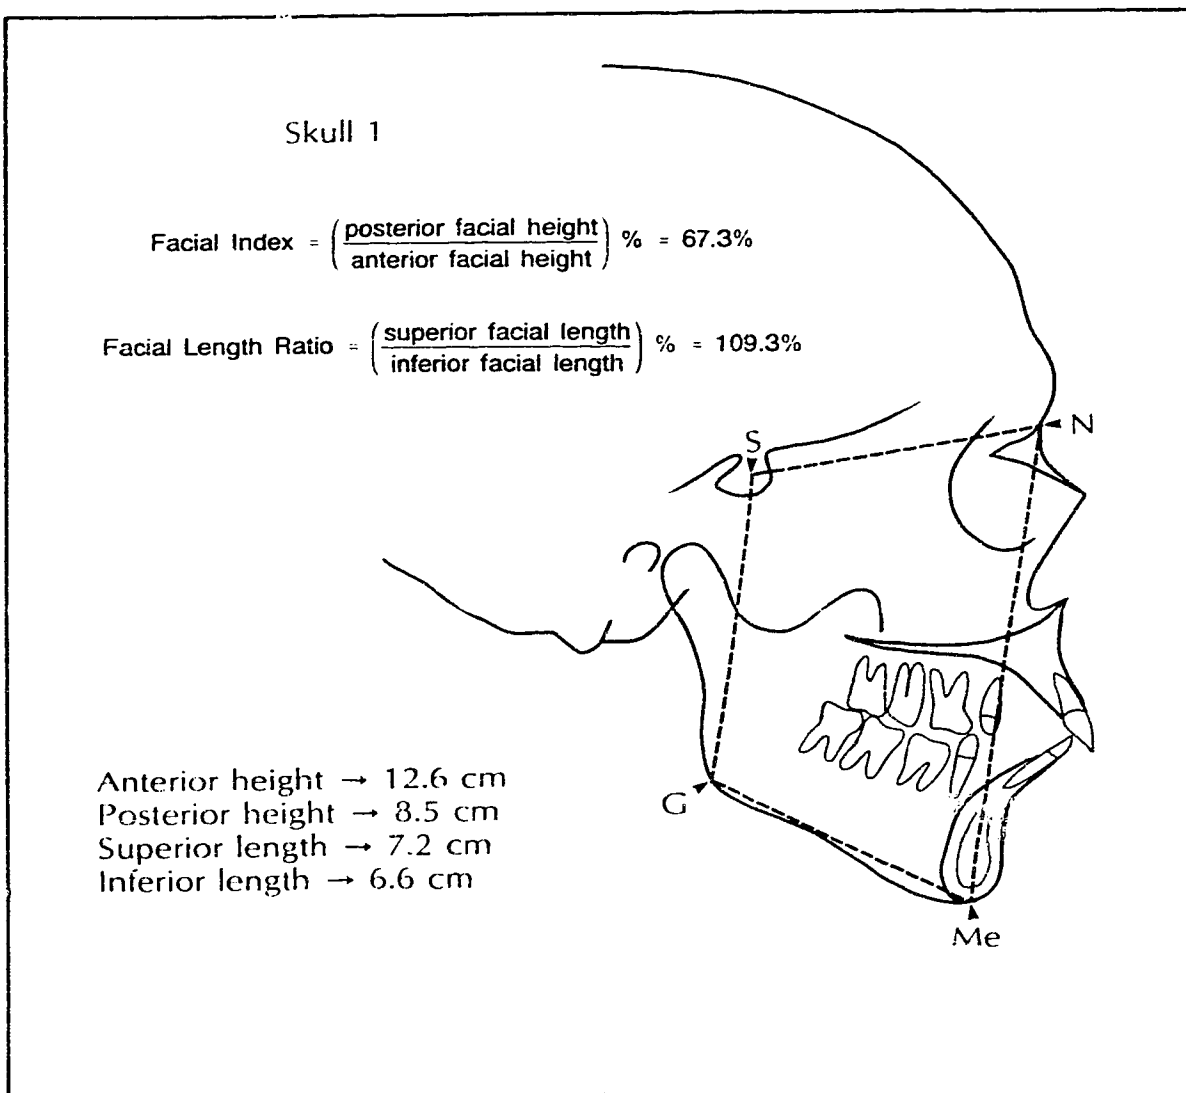 Skull 1
Facial Index = (posterior facial height / anterior facial height) % = 67.3%
Facial Length Ratio = (superior facial length / inferior facial length) % = 109.3%
S
N
G
Me
Anterior height → 12.6 cm
Posterior height → 8.5 cm
Superior length → 7.2 cm
Inferior length → 6.6 cm